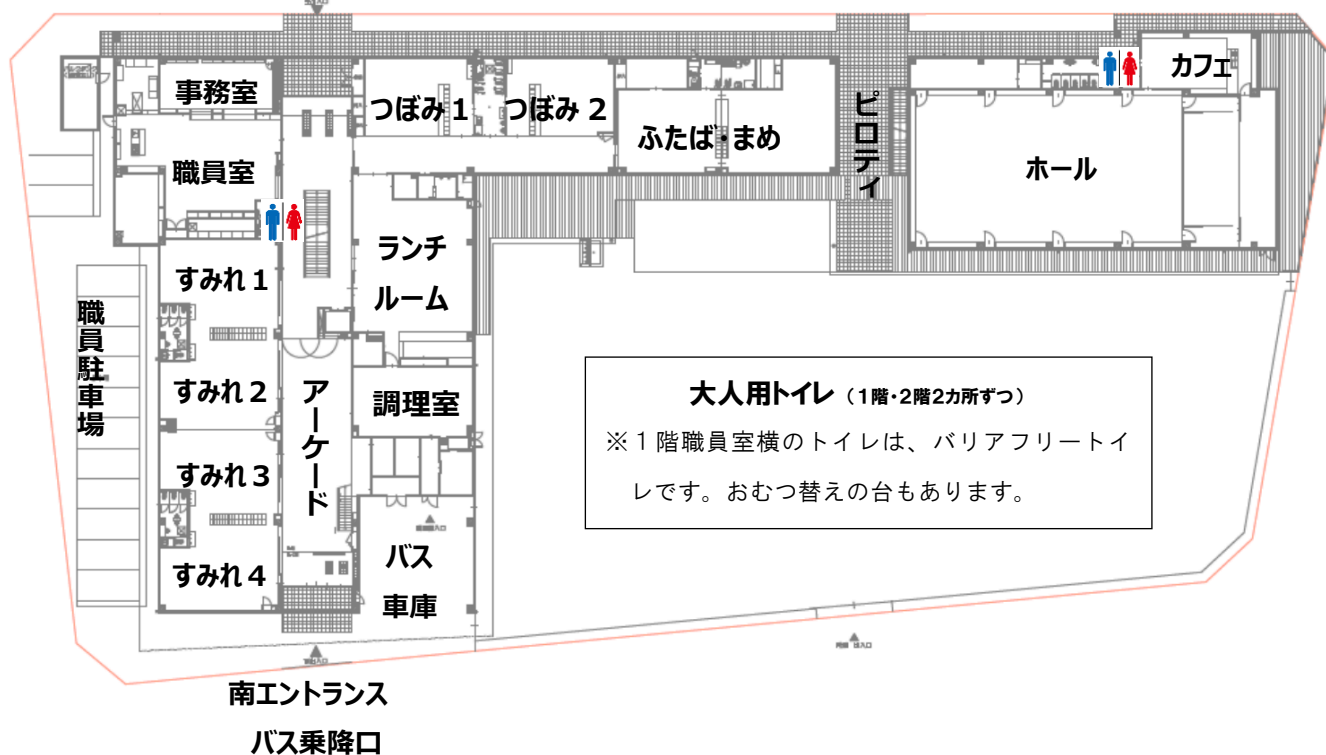 事務室
つぼみ1
つぼみ2
ふたば・まめ
ピロティ
カフェ
ホール
職員室
ランチ
ルーム
すみれ1
職員駐車場
すみれ2
アーケード
調理室
大人用トイレ（1階・2階2カ所ずつ）
※１階職員室横のトイレは、バリアフリートイ
レです。おむつ替えの台もあります。
すみれ3
すみれ4
バス
車庫
南エントランス
バス乗降口